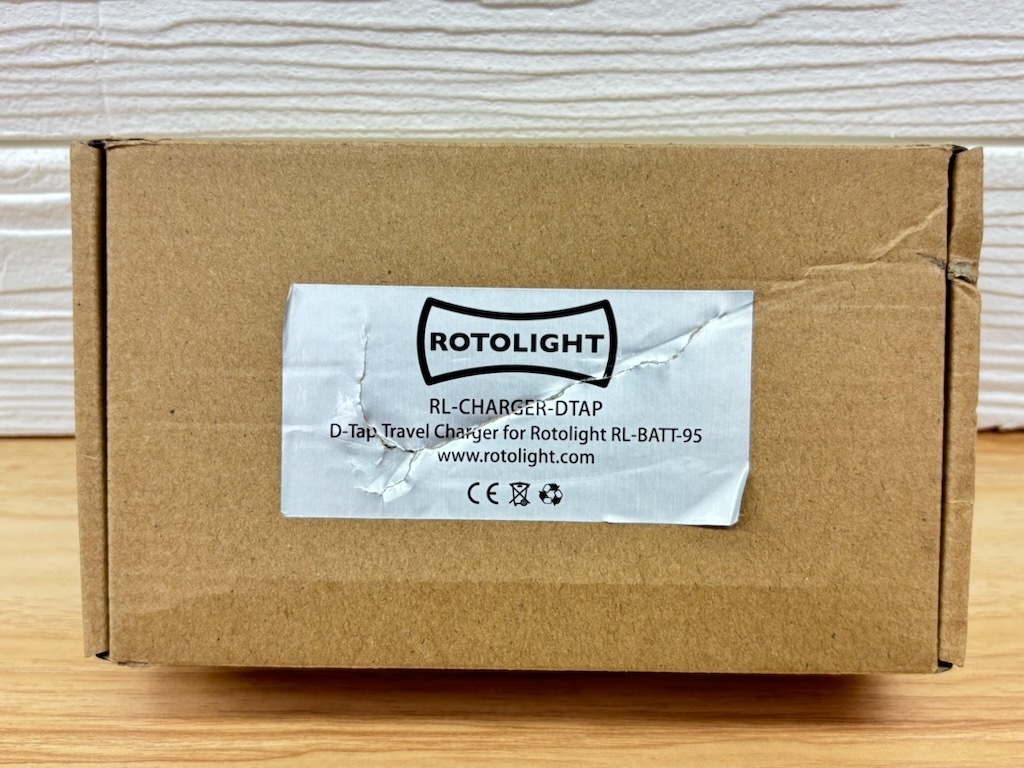 ROTOLIGHT
RL-CHARGER-DTAP
D-Tap Travel Charger for Rotolight RL-BATT-95
www.rotolight.com
CE